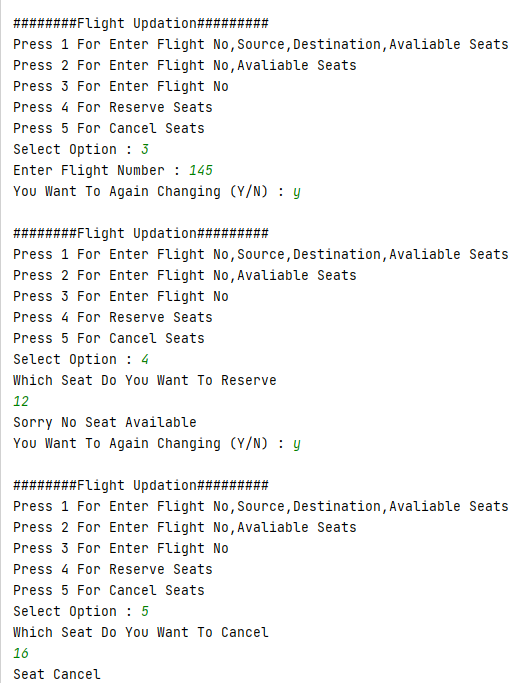 ########Flight Updation#########
Press 1 For Enter Flight No,Source,Destination,Avaliable Seats
Press 2 For Enter Flight No,Avaliable Seats
Press 3 For Enter Flight No
Press 4 For Reserve Seats
Press 5 For Cancel Seats
Select Option : 3
Enter Flight Number : 145
You Want To Again Changing (Y/N) : y
########Flight Updation#########
Press 1 For Enter Flight No,Source,Destination,Avaliable Seats
Press 2 For Enter Flight No,Avaliable Seats
Press 3 For Enter Flight No
Press 4 For Reserve Seats
Press 5 For Cancel Seats
Select Option : 4
Which Seat Do You Want To Reserve
12
Sorry No Seat Available
You Want To Again Changing (Y/N) : y
########Flight Updation#########
Press 1 For Enter Flight No,Source,Destination,Avaliable Seats
Press 2 For Enter Flight No,Avaliable Seats
Press 3 For Enter Flight No
Press 4 For Reserve Seats
Press 5 For Cancel Seats
Select Option : 5
Which Seat Do You Want To Cancel
16
Seat Cancel